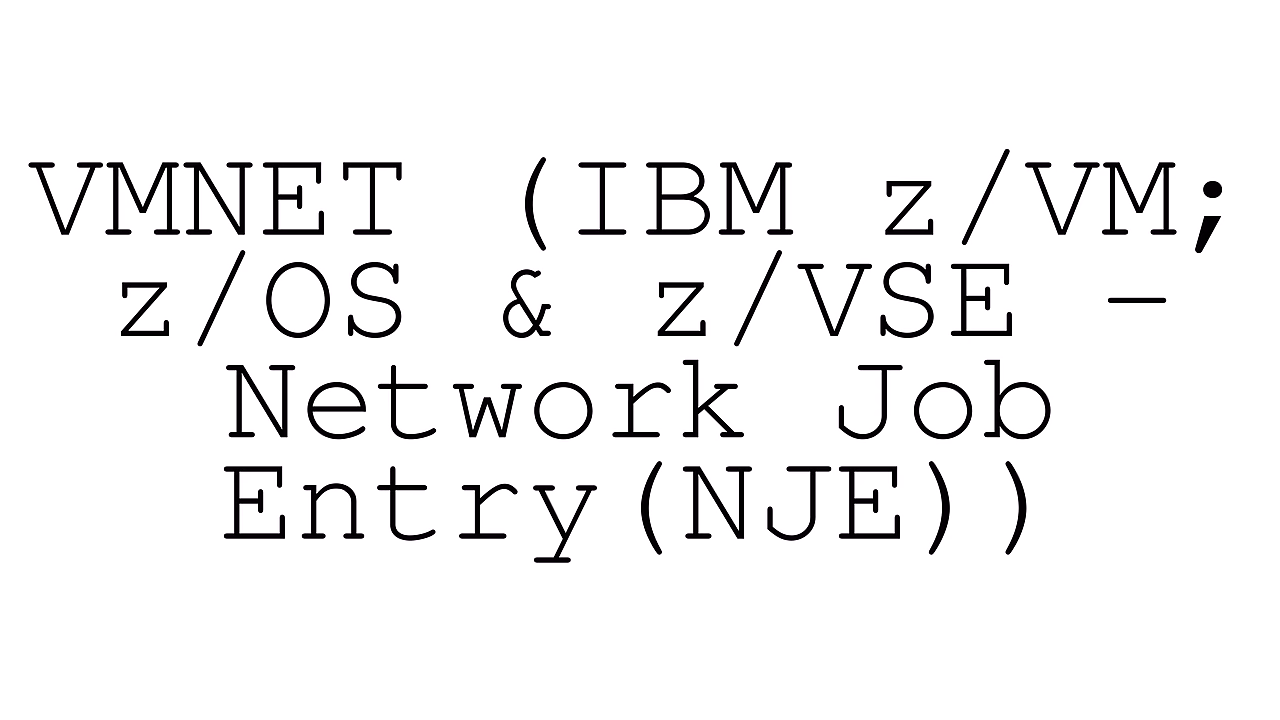 VMNET (IBM z/VM;
z/OS & z/VSE -
Network Job
Entry(NJE))